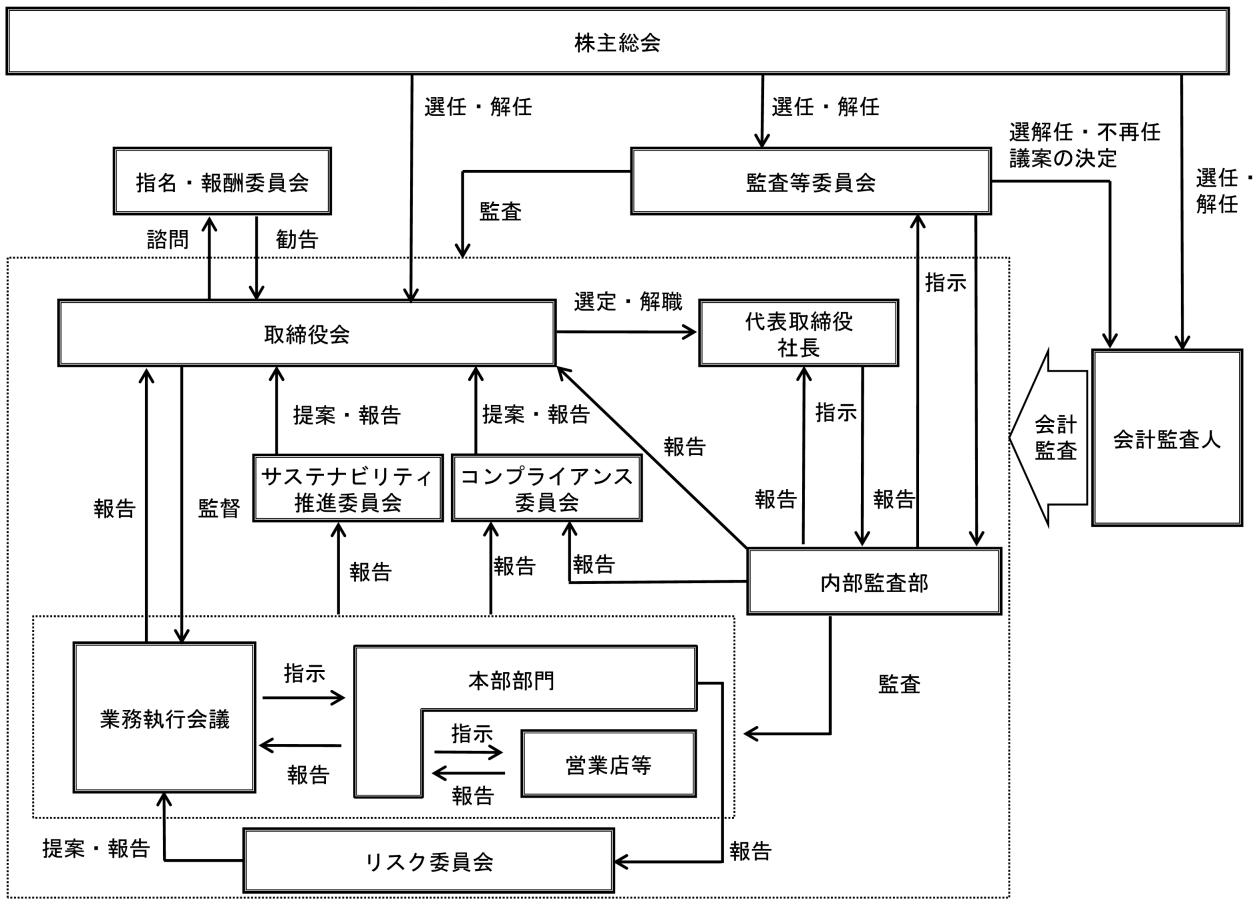 株主総会
選任・解任
選任・解任
選解任・不再任
議案の決定
選任・
解任
指名・報酬委員会
監査等委員会
監査
諮問
勧告
指示
選定・解職
取締役会
代表取締役
社長
提案・報告
提案・報告
指示
報告
会計
監査
会計監査人
サステナビリティ
推進委員会
コンプライアンス
委員会
報告
監督
報告
報告
報告
報告
報告
内部監査部
指示
本部部門
監査
業務執行会議
指示
営業店等
報告
報告
提案・報告
リスク委員会
報告